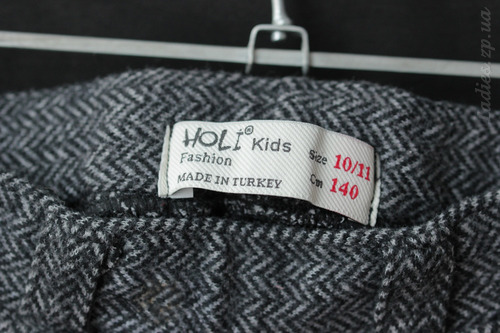 HOLİ® Kids
Fashion
MADE IN TURKEY
Size 10/11
Cm 140